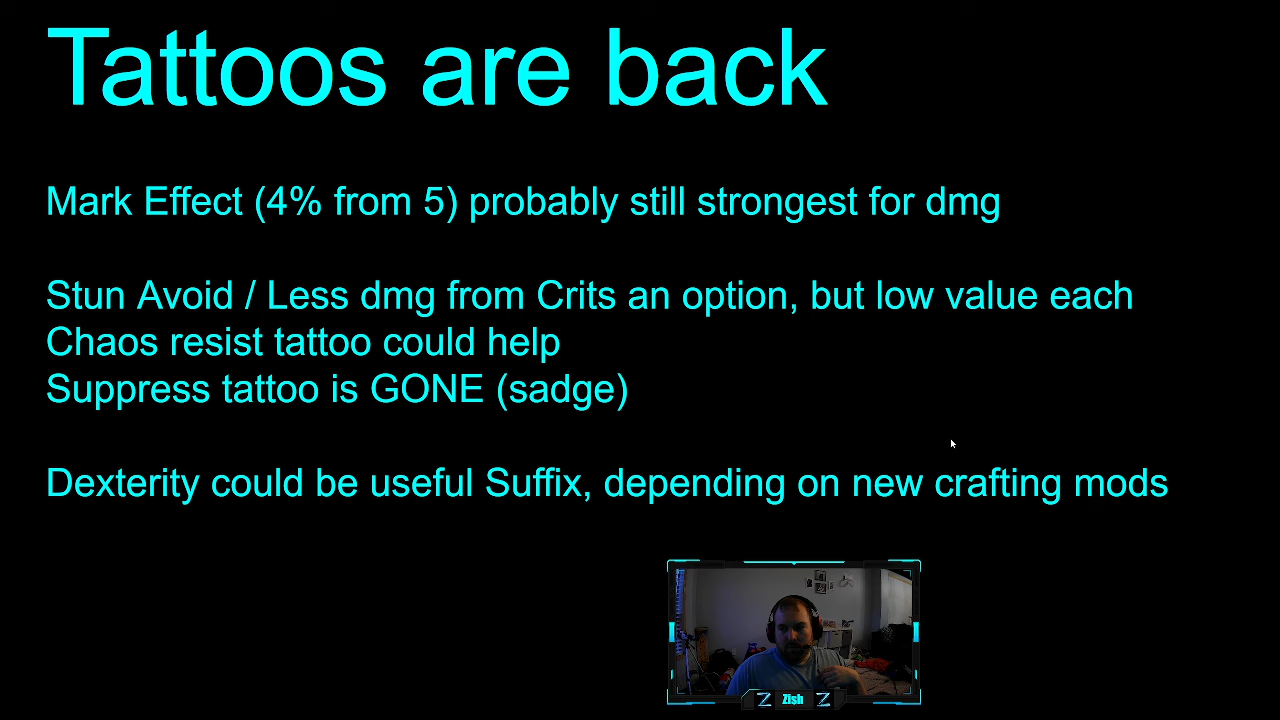 Tattoos are back
Mark Effect (4% from 5) probably still strongest for dmg
Stun Avoid / Less dmg from Crits an option, but low value each
Chaos resist tattoo could help
Suppress tattoo is GONE (sadge)
Dexterity could be useful Suffix, depending on new crafting mods
Z Zish Z